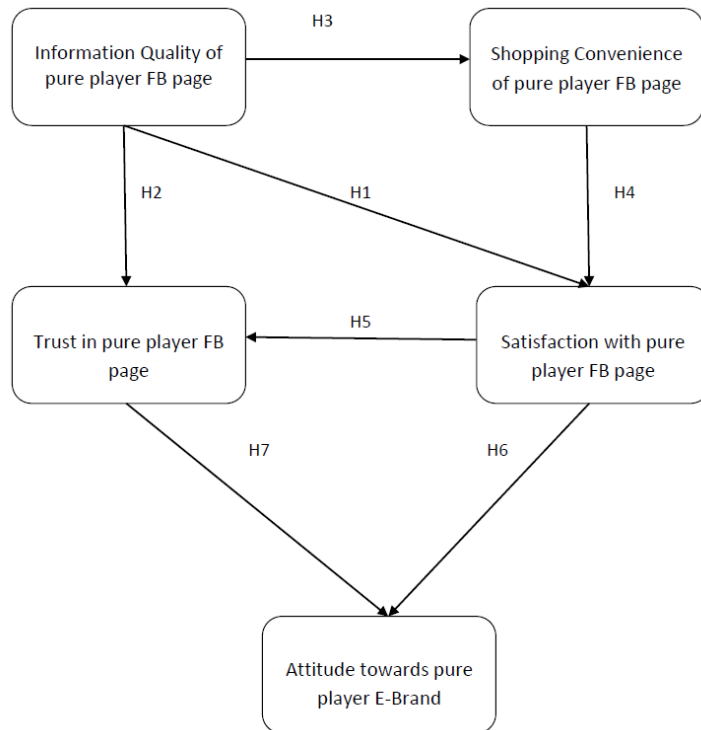 H3
Information Quality of
pure player FB page
Shopping Convenience
of pure player FB page
H2
H1
H4
Trust in pure player FB
page
H5
Satisfaction with pure
player FB page
H7
H6
Attitude towards pure
player E-Brand